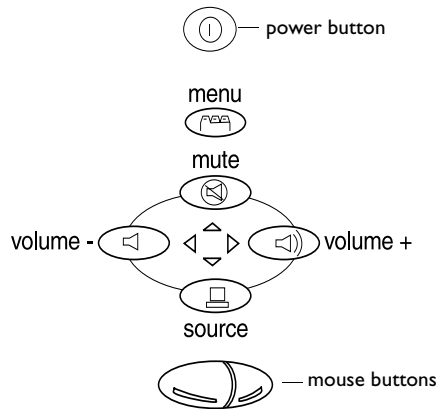 power button
menu
mute
volume -
volume +
source
mouse buttons